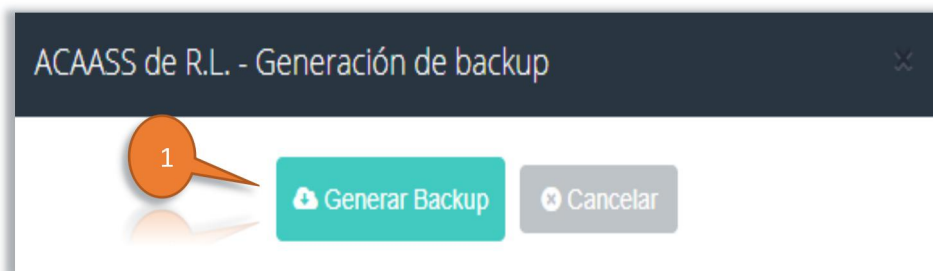 ACAASS de R.L. - Generación de backup
1
Generar Backup
Cancelar